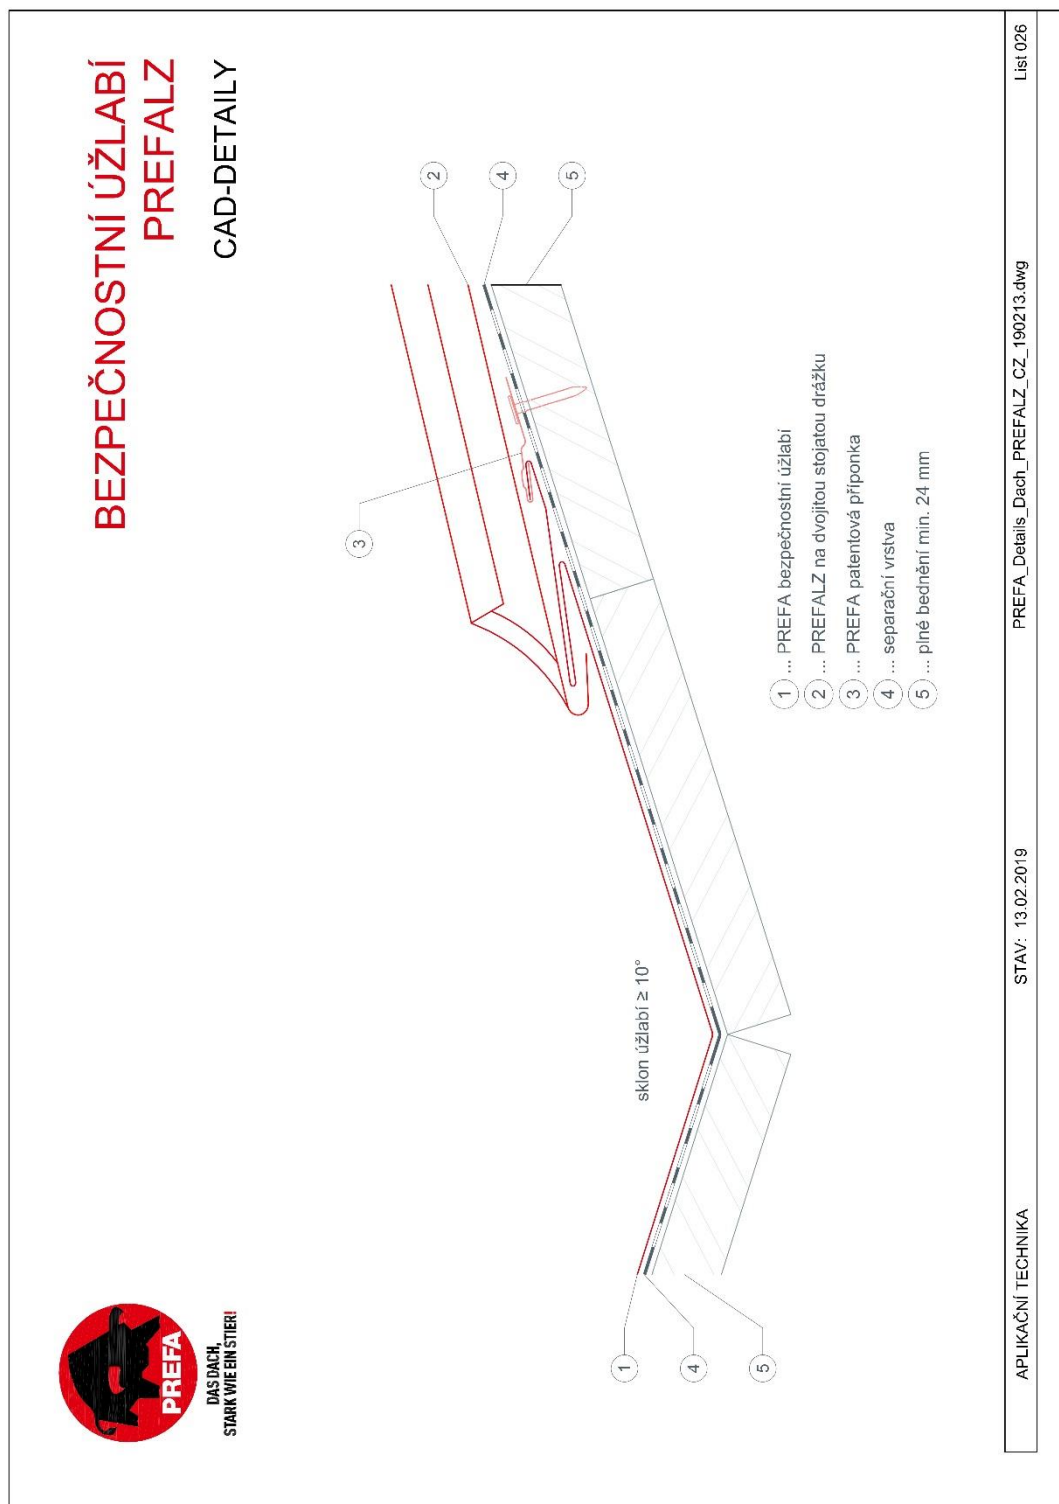 BEZPEČNOSTNÍ ÚŽLABÍ
PREFALZ
CAD-DETAILY
PREFA
DAS DACH,
STARK WIE EIN STIER!
3
2
4
5
sklon úžlabí ≥ 10°
1
4
5
1 ... PREFA bezpečnostní úžlabí
2 ... PREFALZ na dvojitou stojatou drážku
3 ... PREFA patentová příponka
4 ... separační vrstva
5 ... plné bednění min. 24 mm
APLIKAČNÍ TECHNIKA
STAV: 13.02.2019
PREFA_Details_Dach_PREFALZ_CZ_190213.dwg
List 026